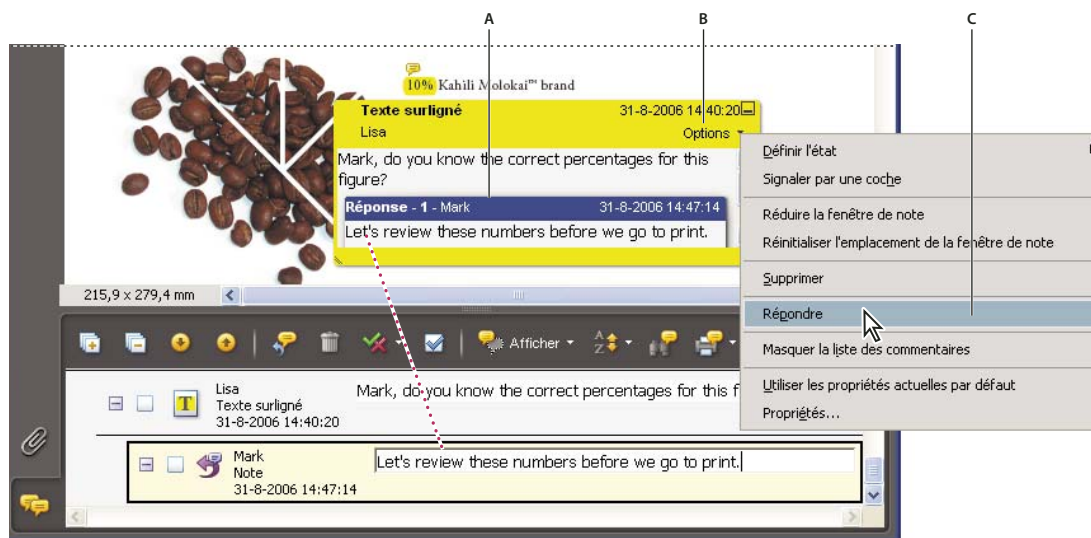 A
B
C
10% Kahili Molokai™ brand
Texte surligné 31-8-2006 14:40:20
Lisa Options
Mark, do you know the correct percentages for this
figure?
Réponse - 1 - Mark 31-8-2006 14:47:14
Let's review these numbers before we go to print.
Définir l'état
Signaler par une coche
Réduire la fenêtre de note
Réinitialiser l'emplacement de la fenêtre de note
Supprimer
Répondre
Masquer la liste des commentaires
Utiliser les propriétés actuelles par défaut
Propriétés...
215,9 x 279,4 mm
Afficher
A
Z
T
Lisa
Texte surligné
31-8-2006 14:40:20
Mark, do you know the correct percentages for this f
Mark
Note
31-8-2006 14:47:14
Let's review these numbers before we go to print.